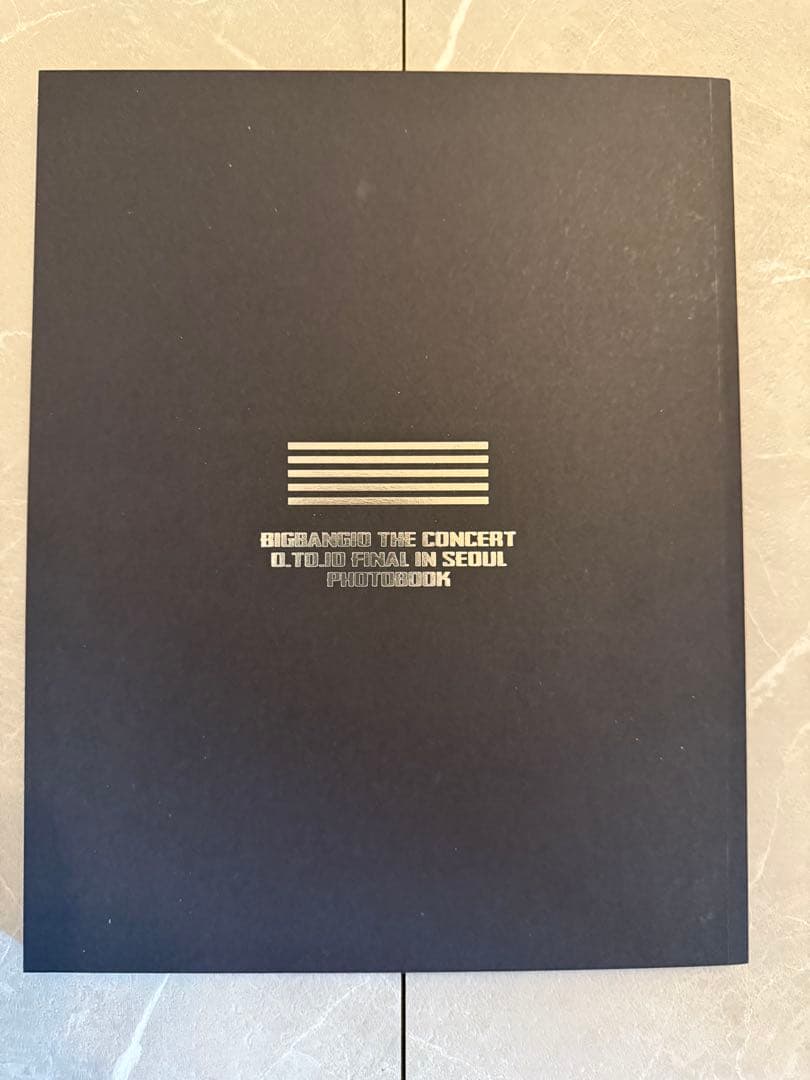 BIGBANG10 THE CONCERT
0.TO.10 FINAL IN SEOUL
PHOTOBOOK